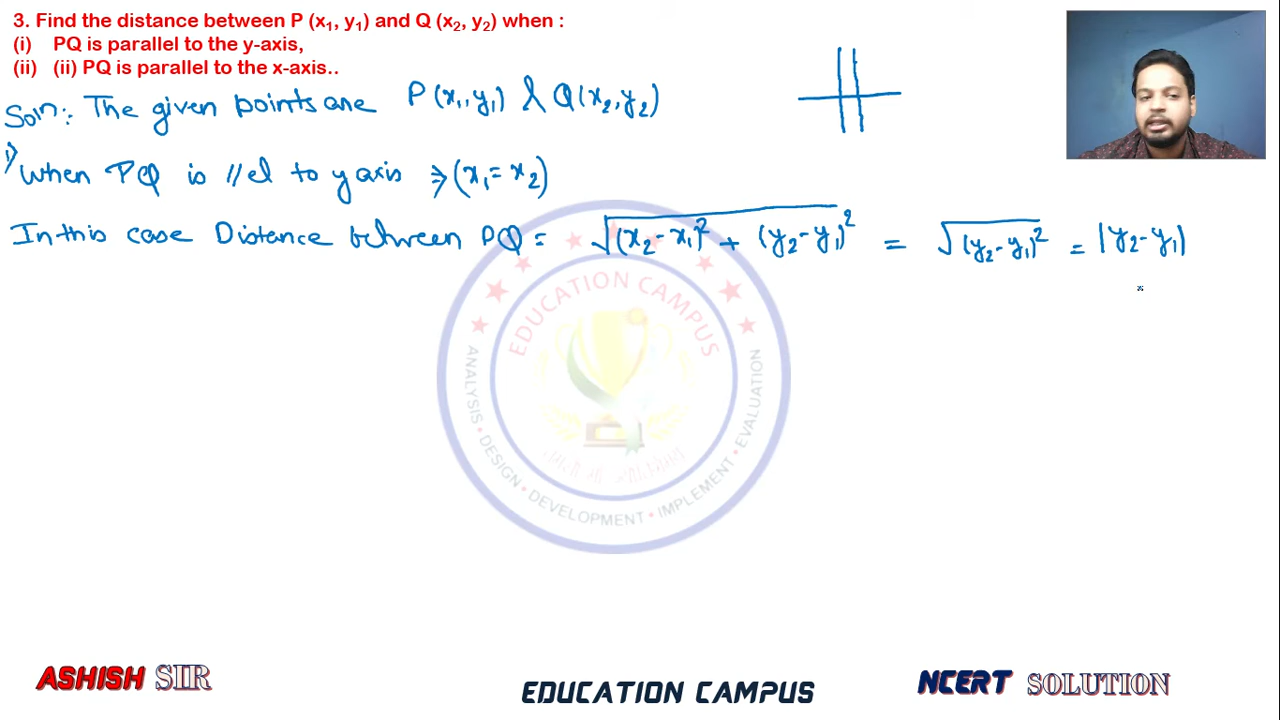 3. Find the distance between P (x₁, y₁) and Q (x₂, y₂) when :
(i) PQ is parallel to the y-axis,
(ii) (ii) PQ is parallel to the x-axis..
Soln:. The given points are P(x₁,y₁) & Q(x₂,y₂)
i) When PQ is //el to y axis ⇒ (x₁ = x₂)
In this case Distance between PQ = √(x₂-x₁)² + (y₂-y₁)² = √(y₂-y₁)² = |y₂-y₁|
EDUCATION CAMPUS
ANALYSIS • DESIGN • DEVELOPMENT • IMPLEMENT • EVALUATION
ASHISH SIR
EDUCATION CAMPUS
NCERT SOLUTION